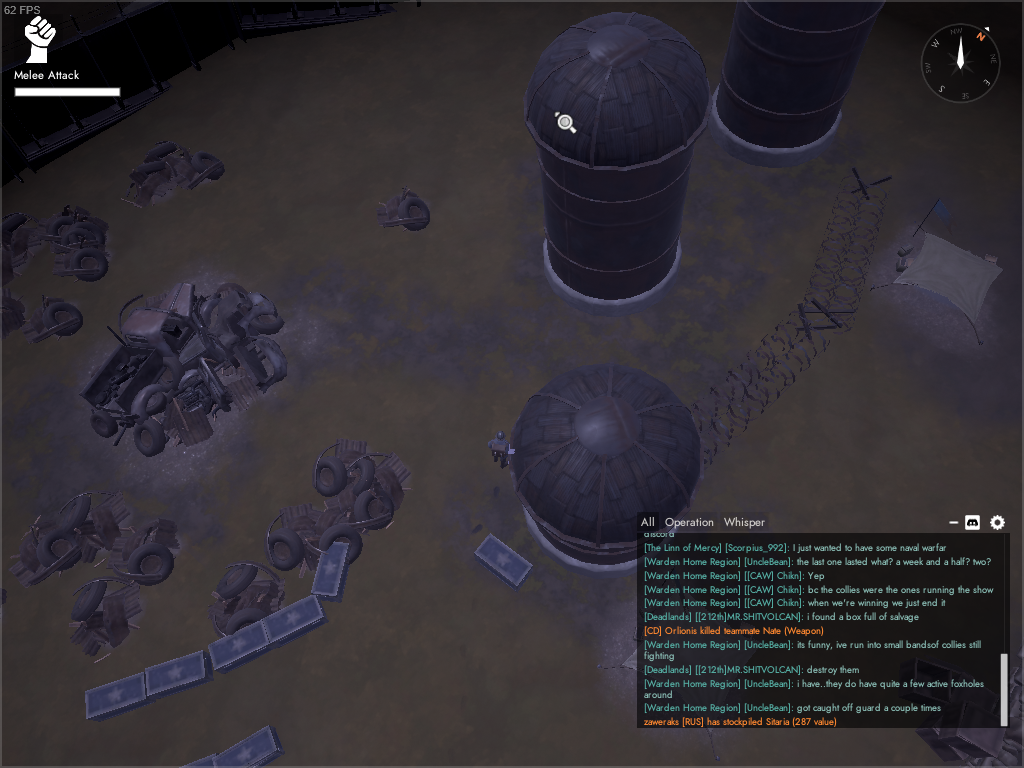 62 FPS
Melee Attack
NW
N
W
NE
SW
E
S
SE
All Operation Whisper
discord
[The Linn of Mercy] [Scorpius_992]: I just wanted to have some naval warfar
[Warden Home Region] [UncleBean]: the last one lasted what? a week and a half? two?
[Warden Home Region] [[CAW] Chikn]: Yep
[Warden Home Region] [[CAW] Chikn]: bc the collies were the ones running the show
[Warden Home Region] [[CAW] Chikn]: when we're winning we just end it
[Deadlands] [[212th]MR.SHITVOLCAN]: i found a box full of salvage
[CD] Orlionis killed teammate Nate (Weapon)
[Warden Home Region] [UncleBean]: its funny, ive run into small bandsof collies still
fighting
[Deadlands] [[212th]MR.SHITVOLCAN]: destroy them
[Warden Home Region] [UncleBean]: i have..they do have quite a few active foxholes
around
[Warden Home Region] [UncleBean]: got caught off guard a couple times
zaweraks [RUS] has stockpiled Sitaria (287 value)